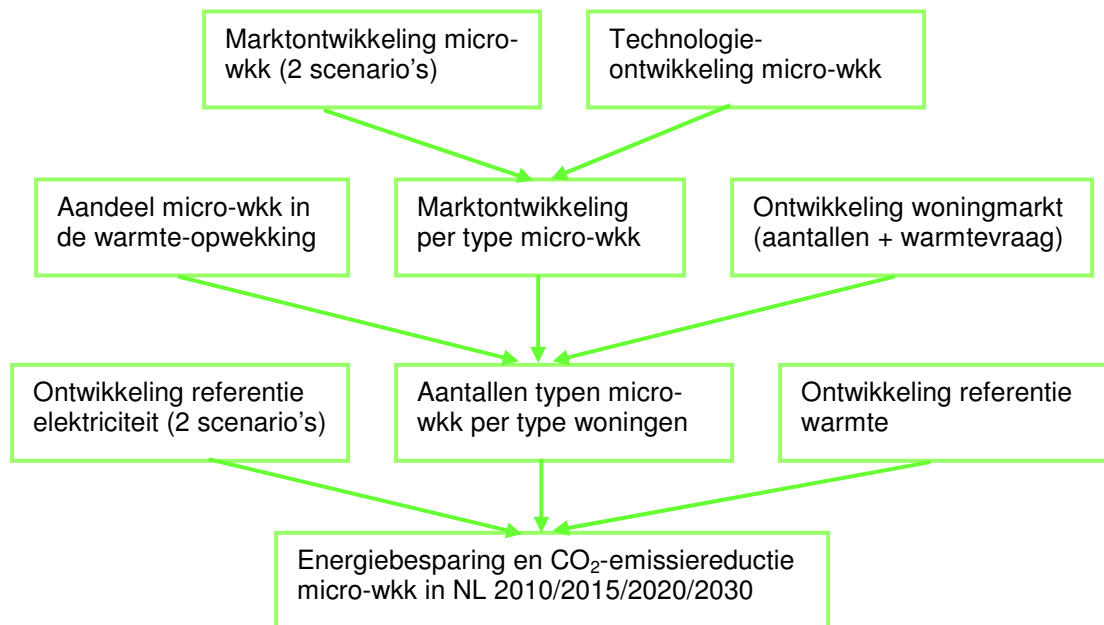 Marktontwikkeling micro-
wkk (2 scenario's)
Technologie-
ontwikkeling micro-wkk
Aandeel micro-wkk in
de warmte-opwekking
Marktontwikkeling
per type micro-wkk
Ontwikkeling woningmarkt
(aantallen + warmtevraag)
Ontwikkeling referentie
elektriciteit (2 scenario's)
Aantallen typen micro-
wkk per type woningen
Ontwikkeling referentie
warmte
Energiebesparing en CO₂-emissiereductie
micro-wkk in NL 2010/2015/2020/2030